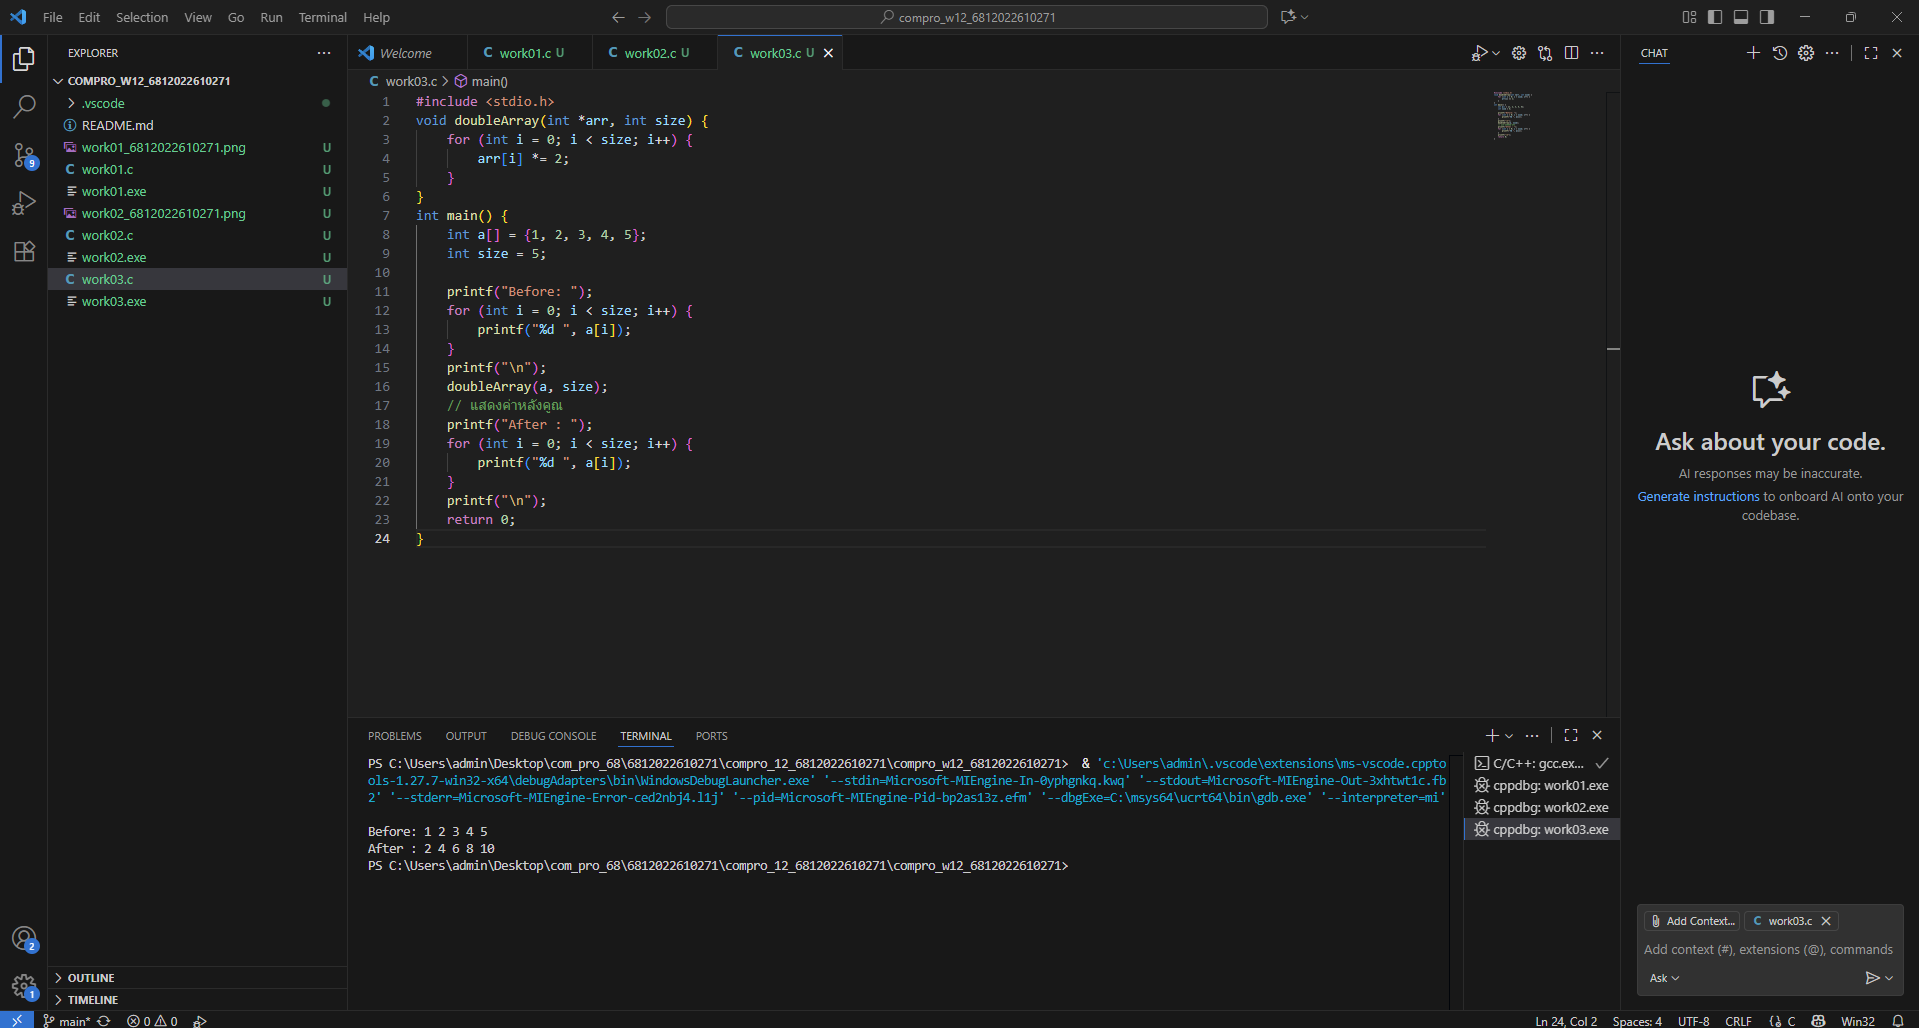 File Edit Selection View Go Run Terminal Help
compro_w12_6812022610271
EXPLORER
COMPRO_W12_6812022610271
.vscode
README.md
work01_6812022610271.png U
work01.c U
work01.exe U
work02_6812022610271.png U
work02.c U
work02.exe U
work03.c U
work03.exe U
OUTLINE
TIMELINE
9
2
1
Welcome
work01.c U
work02.c U
work03.c U
work03.c > main()
1 #include <stdio.h>
2 void doubleArray(int *arr, int size) {
3 for (int i = 0; i < size; i++) {
4 arr[i] *= 2;
5 }
6 }
7 int main() {
8 int a[] = {1, 2, 3, 4, 5};
9 int size = 5;
10
11 printf("Before: ");
12 for (int i = 0; i < size; i++) {
13 printf("%d ", a[i]);
14 }
15 printf("\n");
16 doubleArray(a, size);
17 // แสดงค่าหลังคูณ
18 printf("After : ");
19 for (int i = 0; i < size; i++) {
20 printf("%d ", a[i]);
21 }
22 printf("\n");
23 return 0;
24 }
PROBLEMS OUTPUT DEBUG CONSOLE TERMINAL PORTS
PS C:\Users\admin\Desktop\com_pro_68\6812022610271\compro_12_6812022610271\compro_w12_6812022610271> & 'c:\Users\admin\.vscode\extensions\ms-vscode.cppto
ols-1.27.7-win32-x64\debugAdapters\bin\WindowsDebugLauncher.exe' '--stdin=Microsoft-MIEngine-In-0yphgnkq.kwq' '--stdout=Microsoft-MIEngine-Out-3xhtwt1c.fb
2' '--stderr=Microsoft-MIEngine-Error-ced2nbj4.l1j' '--pid=Microsoft-MIEngine-Pid-bp2as13z.efm' '--dbgExe=C:\msys64\ucrt64\bin\gdb.exe' '--interpreter=mi'
Before: 1 2 3 4 5
After : 2 4 6 8 10
PS C:\Users\admin\Desktop\com_pro_68\6812022610271\compro_12_6812022610271\compro_w12_6812022610271>
C/C++: gcc.ex...
cppdbg: work01.exe
cppdbg: work02.exe
cppdbg: work03.exe
CHAT
Ask about your code.
AI responses may be inaccurate.
Generate instructions to onboard AI onto your
codebase.
Add Context...
work03.c
Add context (#), extensions (@), commands
Ask
main* 0 0
Ln 24, Col 2 Spaces: 4 UTF-8 CRLF {} C Win32